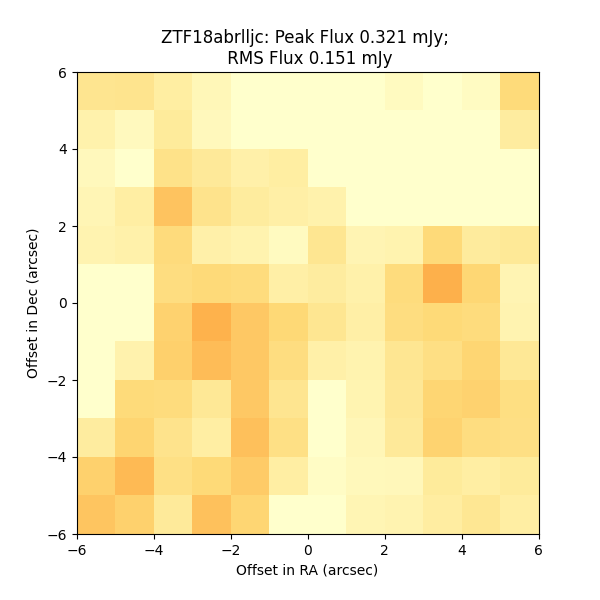 ZTF18abrlljc: Peak Flux 0.321 mJy;
RMS Flux 0.151 mJy
6
4
2
0
−2
−4
−6
Offset in Dec (arcsec)
−6 −4 −2 0 2 4 6
Offset in RA (arcsec)